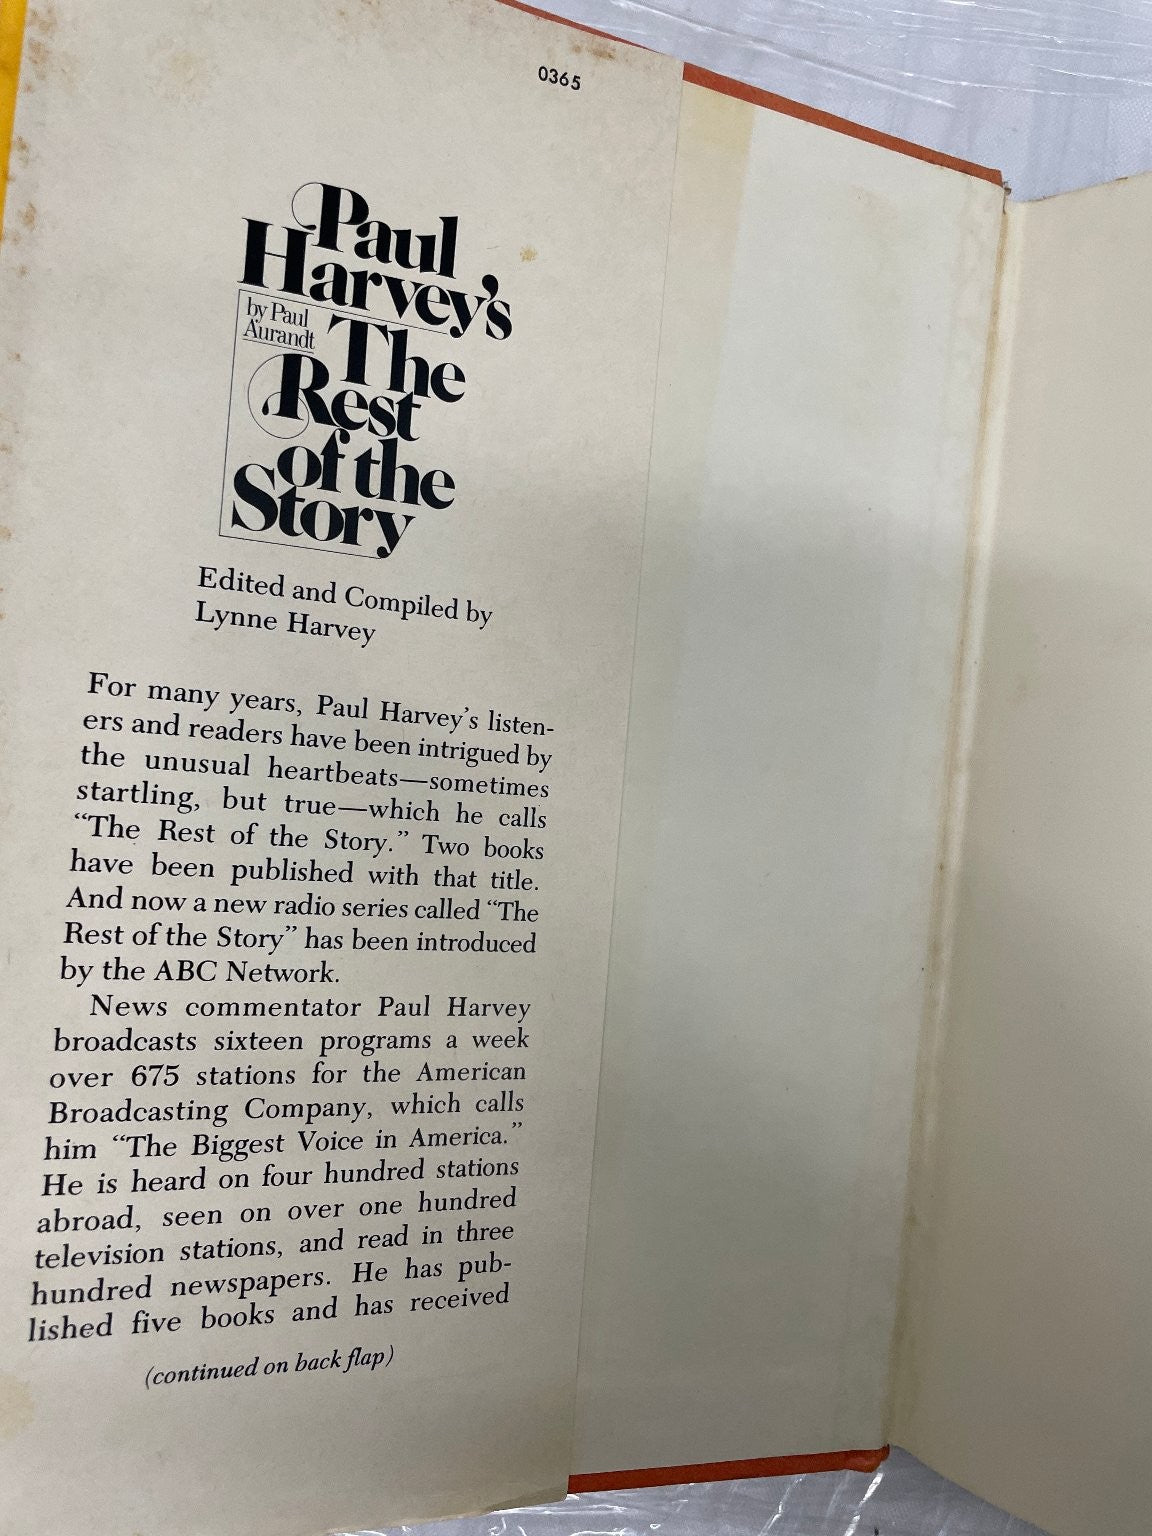 0365
Paul
Harvey's
by Paul
Aurandt
The
Rest
of the
Story
Edited and Compiled by
Lynne Harvey
For many years, Paul Harvey's listen-
ers and readers have been intrigued by
the unusual heartbeats—sometimes
startling, but true—which he calls
“The Rest of the Story.” Two books
have been published with that title.
And now a new radio series called “The
Rest of the Story” has been introduced
by the ABC Network.
News commentator Paul Harvey
broadcasts sixteen programs a week
over 675 stations for the American
Broadcasting Company, which calls
him “The Biggest Voice in America.”
He is heard on four hundred stations
abroad, seen on over one hundred
television stations, and read in three
hundred newspapers. He has pub-
lished five books and has received
(continued on back flap)